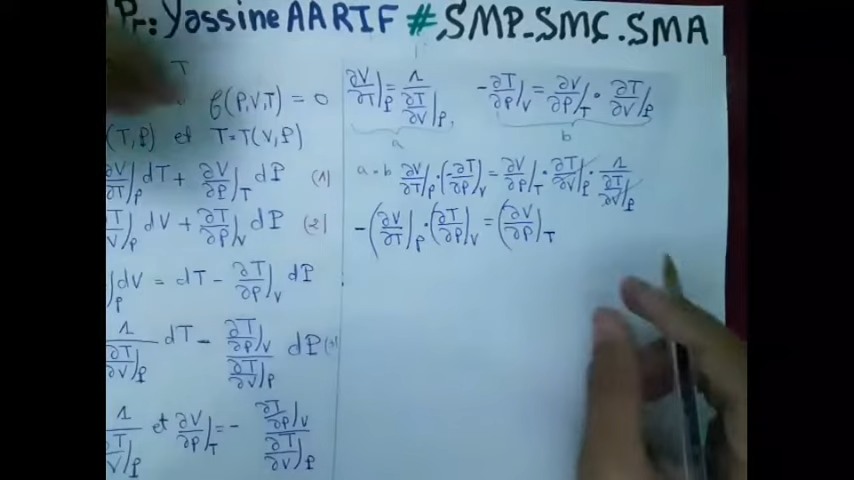 Pr: Yassine AARIF # SMP_SMC.SMA
T
f(P,V,T) = 0
(T,P) et T=T(V,P)
∂V/∂T)_P dT + ∂V/∂P)_T dP (1)
∂T/∂V)_P dV + ∂T/∂P)_V dP (2)
)_P dV = dT - ∂T/∂P)_V dP
1/(∂T/∂V)_P) dT - (∂T/∂P)_V)/(∂T/∂V)_P) dP (3)
1/(∂T/∂V)_P) et ∂V/∂P)_T = - (∂T/∂P)_V)/(∂T/∂V)_P)
∂V/∂T)_P = 1/(∂T/∂V)_P) , - ∂T/∂P)_V = ∂V/∂P)_T . ∂T/∂V)_P
a b
a × b ∂V/∂T)_P . (-∂T/∂P)_V = ∂V/∂P)_T . ∂T/∂V)_P . 1/(∂T/∂V)_P)
- (∂V/∂T)_P . (∂T/∂P)_V = (∂V/∂P)_T